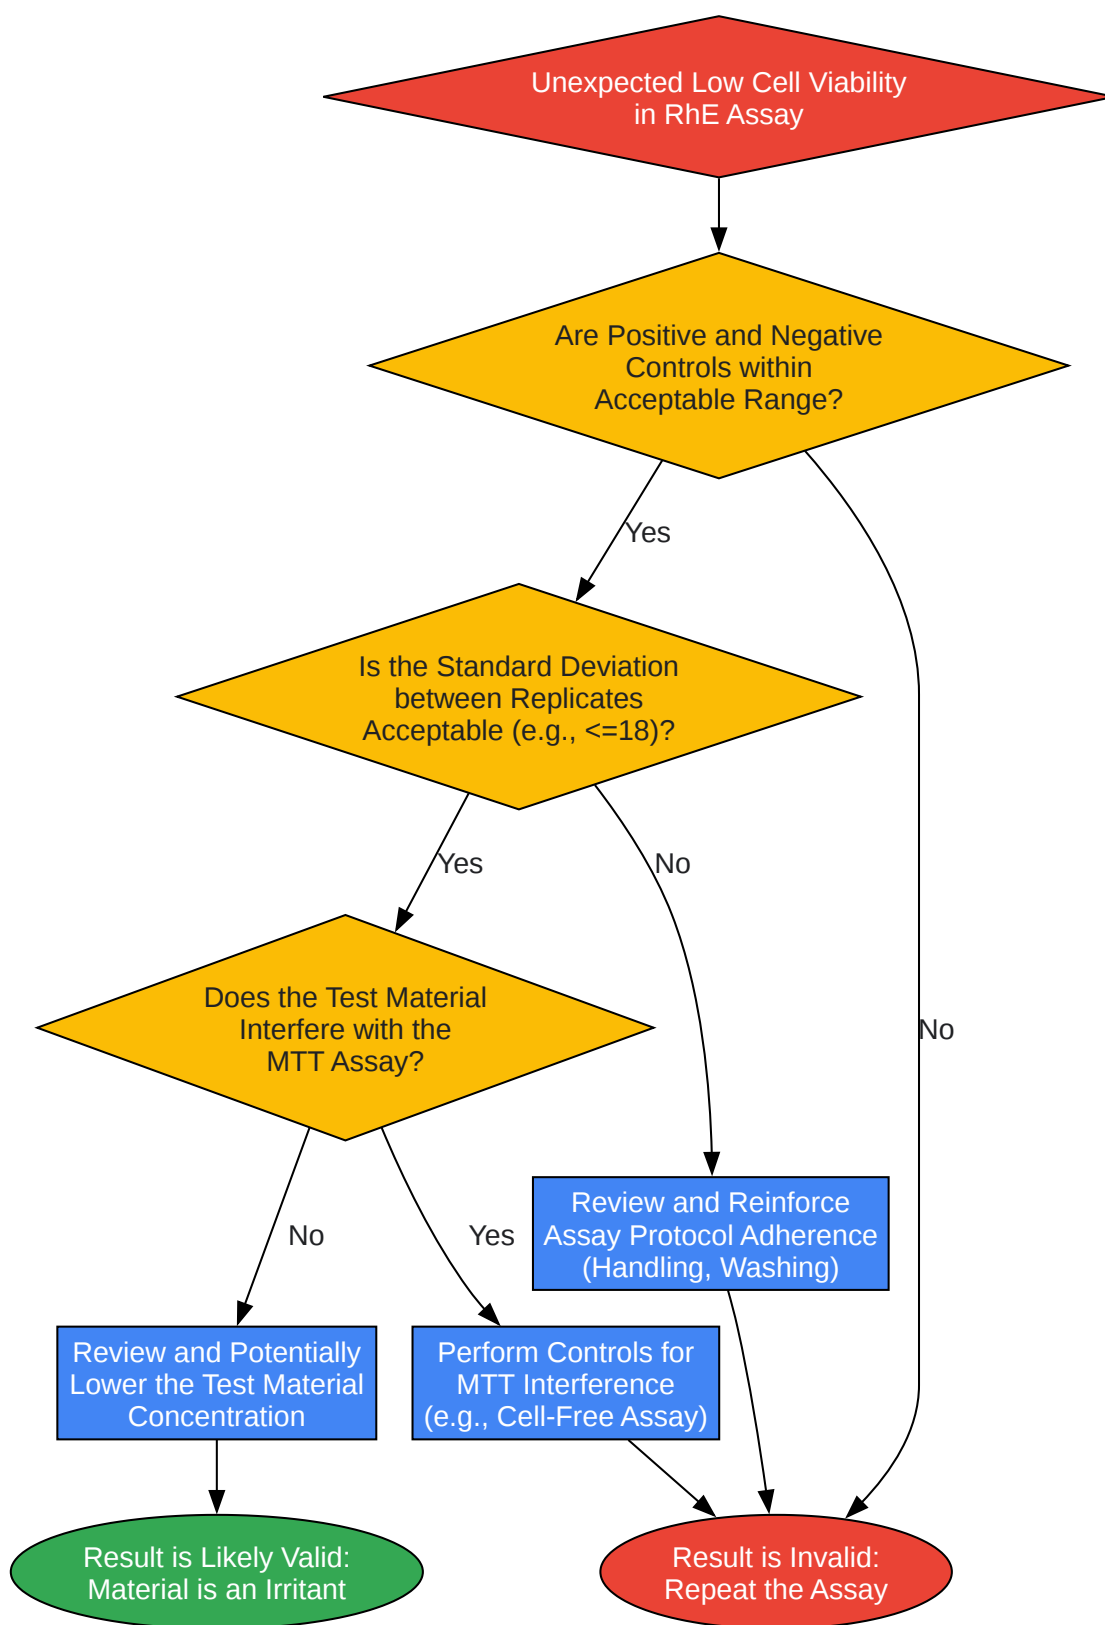 Unexpected Low Cell Viability
in RhE Assay
Are Positive and Negative
Controls within
Acceptable Range?
Yes
Is the Standard Deviation
between Replicates
Acceptable (e.g., <=18)?
Yes
No
Does the Test Material
Interfere with the
MTT Assay?
No
No
Yes
Review and Reinforce
Assay Protocol Adherence
(Handling, Washing)
Review and Potentially
Lower the Test Material
Concentration
Perform Controls for
MTT Interference
(e.g., Cell-Free Assay)
Result is Likely Valid:
Material is an Irritant
Result is Invalid:
Repeat the Assay